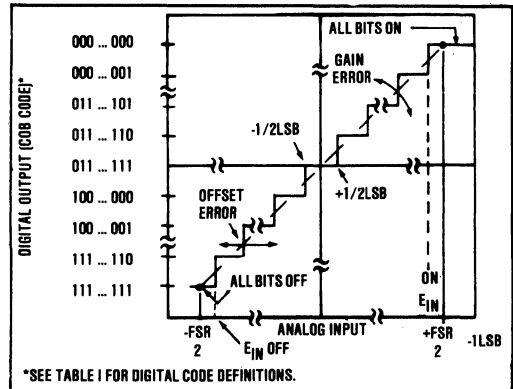 DIGITAL OUTPUT (COB CODE)*
000 ... 000
000 ... 001
011 ... 101
011 ... 110
011 ... 111
100 ... 000
100 ... 001
111 ... 110
111 ... 111
ALL BITS ON
GAIN
ERROR
-1/2LSB
+1/2LSB
OFFSET
ERROR
ALL BITS OFF
ON
EIN
-FSR
2
EIN OFF
ANALOG INPUT
+FSR
2
-1LSB
*SEE TABLE I FOR DIGITAL CODE DEFINITIONS.